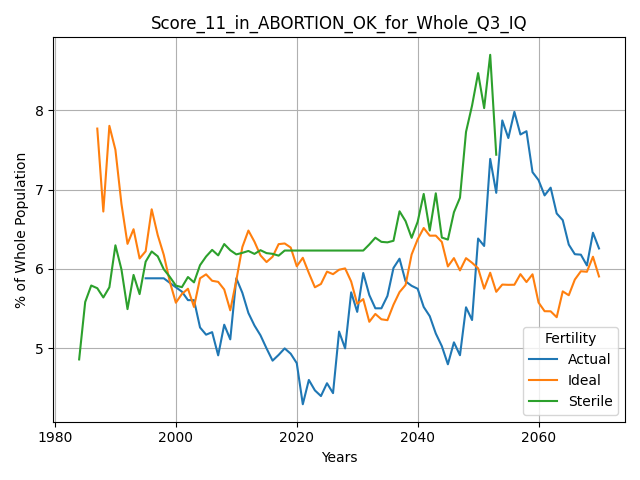 Score_11_in_ABORTION_OK_for_Whole_Q3_IQ
% of Whole Population
8
7
6
5
1980
2000
2020
2040
2060
Years
Fertility
Actual
Ideal
Sterile